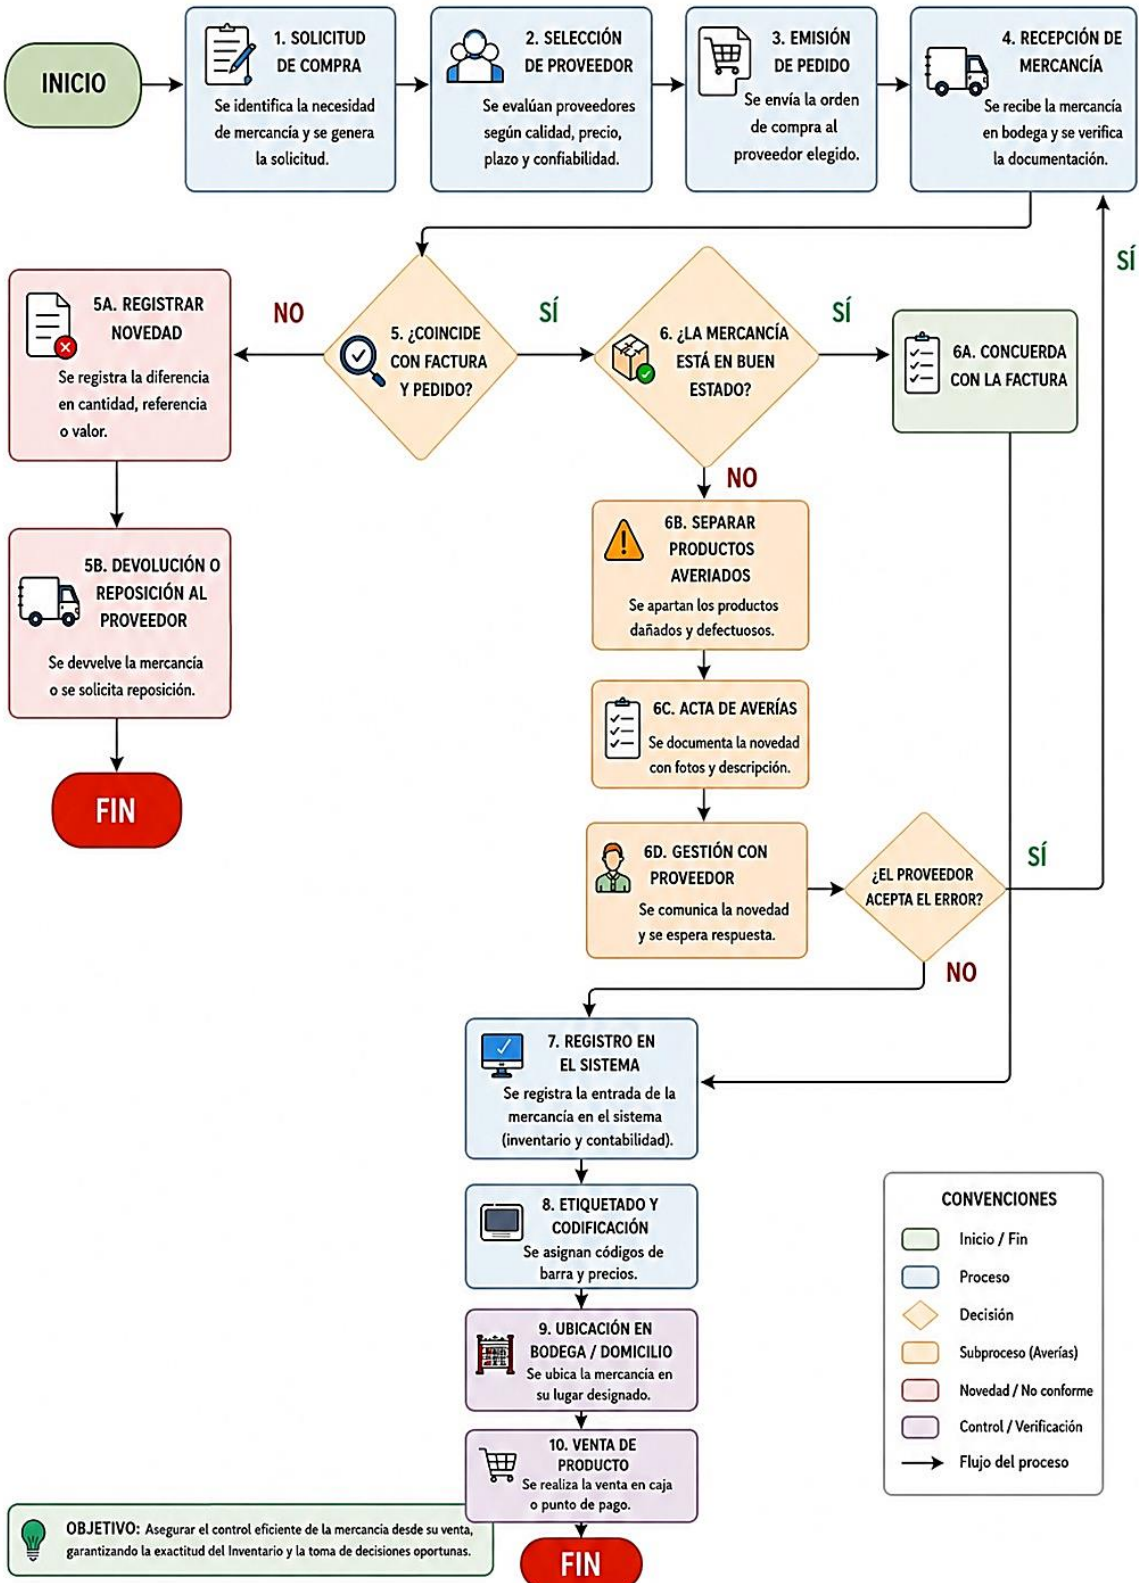 INICIO
1. SOLICITUD
DE COMPRA
Se identifica la necesidad
de mercancía y se genera
la solicitud.
2. SELECCIÓN
DE PROVEEDOR
Se evalúan proveedores
según calidad, precio,
plazo y confiabilidad.
3. EMISIÓN
DE PEDIDO
Se envía la orden
de compra al
proveedor elegido.
4. RECEPCIÓN DE
MERCANCÍA
Se recibe la mercancía
en bodega y se verifica
la documentación.
5A. REGISTRAR
NOVEDAD
Se registra la diferencia
en cantidad, referencia
o valor.
NO
5. ¿COINCIDE
CON FACTURA
Y PEDIDO?
SÍ
6. ¿LA MERCANCÍA
ESTÁ EN BUEN
ESTADO?
SÍ
6A. CONCUERDA
CON LA FACTURA
SÍ
NO
5B. DEVOLUCIÓN O
REPOSICIÓN AL
PROVEEDOR
Se devvelve la mercancía
o se solicita reposición.
FIN
6B. SEPARAR
PRODUCTOS
AVERIADOS
Se apartan los productos
dañados y defectuosos.
6C. ACTA DE AVERÍAS
Se documenta la novedad
con fotos y descripción.
6D. GESTIÓN CON
PROVEEDOR
Se comunica la novedad
y se espera respuesta.
¿EL PROVEEDOR
ACEPTA EL ERROR?
SÍ
NO
7. REGISTRO EN
EL SISTEMA
Se registra la entrada de la
mercancía en el sistema
(inventario y contabilidad).
8. ETIQUETADO Y
CODIFICACIÓN
Se asignan códigos de
barra y precios.
9. UBICACIÓN EN
BODEGA / DOMICILIO
Se ubica la mercancía en
su lugar designado.
10. VENTA DE
PRODUCTO
Se realiza la venta en caja
o punto de pago.
FIN
CONVENCIONES
Inicio / Fin
Proceso
Decisión
Subproceso (Averías)
Novedad / No conforme
Control / Verificación
Flujo del proceso
OBJETIVO: Asegurar el control eficiente de la mercancia desde su venta,
garantizando la exactitud del Inventario y la toma de decisiones oportunas.